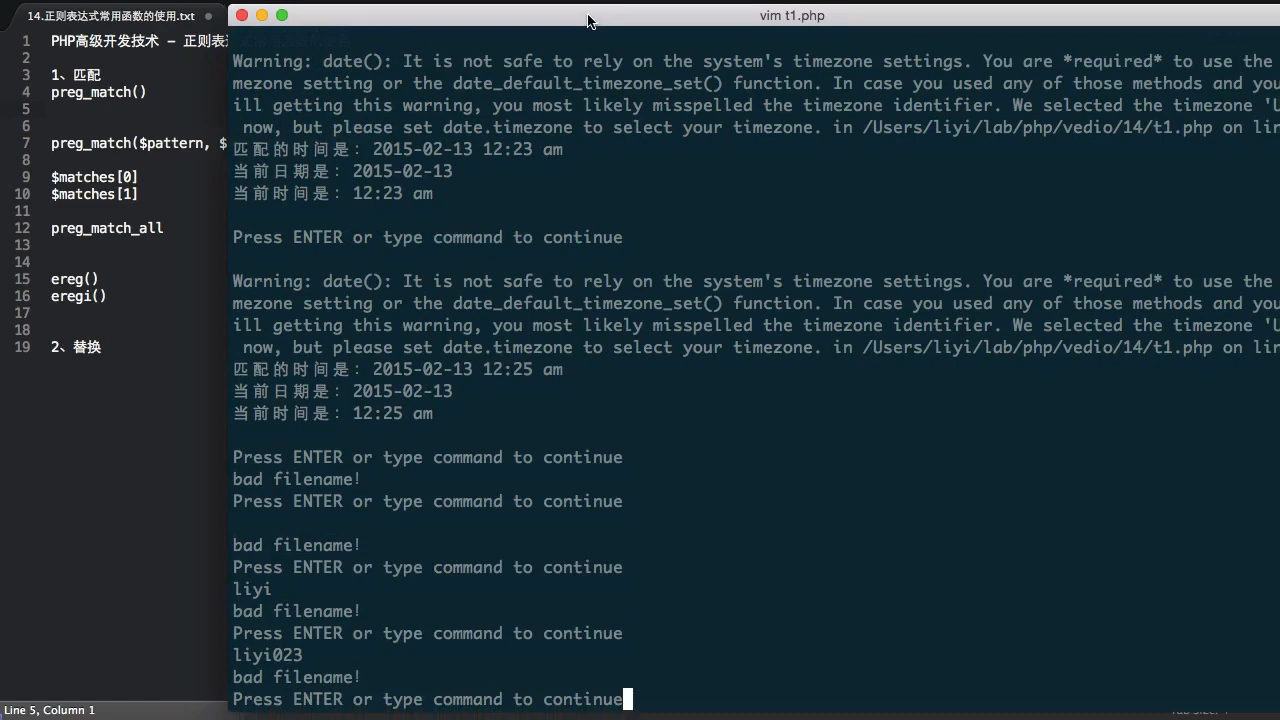 14.正则表达式常用函数的使用.txt
1 PHP高级开发技术 - 正则表
2
3 1、匹配
4 preg_match()
5
6
7 preg_match($pattern, $
8
9 $matches[0]
10 $matches[1]
11
12 preg_match_all
13
14
15 ereg()
16 eregi()
17
18
19 2、替换
Line 5, Column 1
vim t1.php
Warning: date(): It is not safe to rely on the system's timezone settings. You are *required* to use the
mezone setting or the date_default_timezone_set() function. In case you used any of those methods and you
ill getting this warning, you most likely misspelled the timezone identifier. We selected the timezone 'U
now, but please set date.timezone to select your timezone. in /Users/liyi/lab/php/vedio/14/t1.php on lin
匹配的时间是: 2015-02-13 12:23 am
当前日期是: 2015-02-13
当前时间是: 12:23 am
Press ENTER or type command to continue
Warning: date(): It is not safe to rely on the system's timezone settings. You are *required* to use the
mezone setting or the date_default_timezone_set() function. In case you used any of those methods and you
ill getting this warning, you most likely misspelled the timezone identifier. We selected the timezone 'U
now, but please set date.timezone to select your timezone. in /Users/liyi/lab/php/vedio/14/t1.php on lin
匹配的时间是: 2015-02-13 12:25 am
当前日期是: 2015-02-13
当前时间是: 12:25 am
Press ENTER or type command to continue
bad filename!
Press ENTER or type command to continue
bad filename!
Press ENTER or type command to continue
liyi
bad filename!
Press ENTER or type command to continue
liyi023
bad filename!
Press ENTER or type command to continue